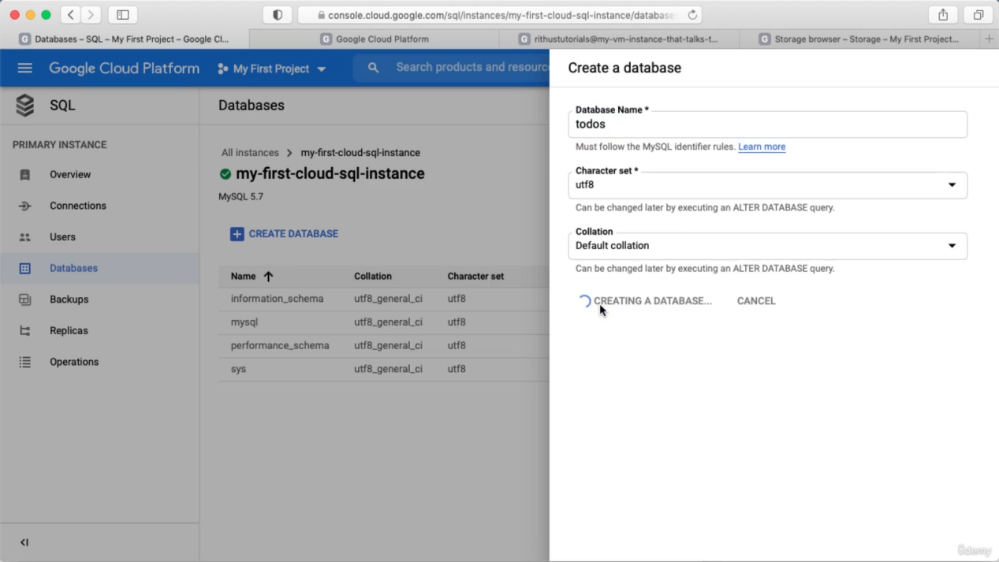 console.cloud.google.com/sql/instances/my-first-cloud-sql-instance/database
Databases – SQL – My First Project – Google Cl...
Google Cloud Platform
rithustutorials@my-vm-instance-that-talks-t...
Storage browser – Storage – My First Project...
Google Cloud Platform
My First Project
Search products and resource
Create a database
SQL
Databases
PRIMARY INSTANCE
Overview
Connections
Users
Databases
Backups
Replicas
Operations
All instances > my-first-cloud-sql-instance
my-first-cloud-sql-instance
MySQL 5.7
CREATE DATABASE
Name Collation Character set
information_schema utf8_general_ci utf8
mysql utf8_general_ci utf8
performance_schema utf8_general_ci utf8
sys utf8_general_ci utf8
Database Name *
todos
Must follow the MySQL identifier rules. Learn more
Character set *
utf8
Can be changed later by executing an ALTER DATABASE query.
Collation
Default collation
Can be changed later by executing an ALTER DATABASE query.
CREATING A DATABASE... CANCEL
ûdemy